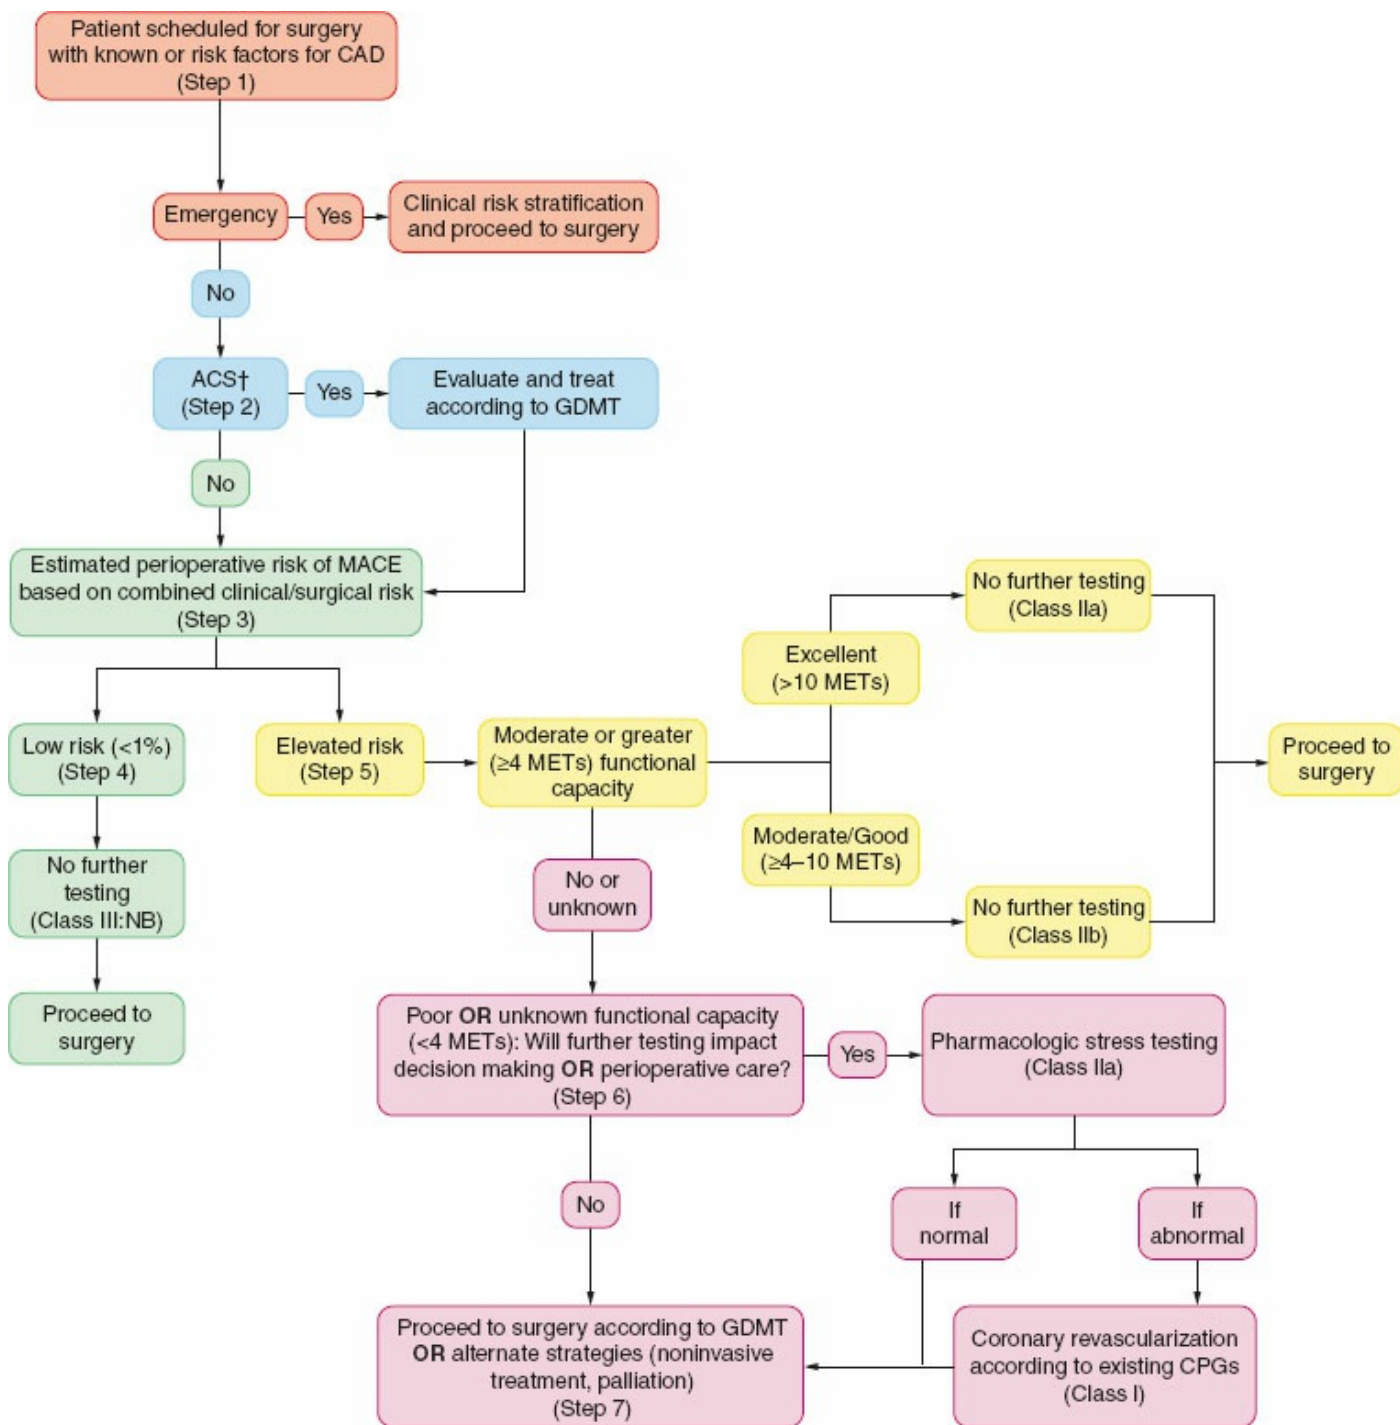 Patient scheduled for surgery
with known or risk factors for CAD
(Step 1)
Emergency
Yes
Clinical risk stratification
and proceed to surgery
No
ACS†
(Step 2)
Yes
Evaluate and treat
according to GDMT
No
Estimated perioperative risk of MACE
based on combined clinical/surgical risk
(Step 3)
Low risk (<1%)
(Step 4)
No further
testing
(Class III:NB)
Proceed to
surgery
Elevated risk
(Step 5)
Moderate or greater
(≥4 METs) functional
capacity
Excellent
(>10 METs)
No further testing
(Class IIa)
Moderate/Good
(≥4–10 METs)
No further testing
(Class IIb)
Proceed to
surgery
No or
unknown
Poor OR unknown functional capacity
(<4 METs): Will further testing impact
decision making OR perioperative care?
(Step 6)
Yes
Pharmacologic stress testing
(Class IIa)
If
normal
If
abnormal
Coronary revascularization
according to existing CPGs
(Class I)
No
Proceed to surgery according to GDMT
OR alternate strategies (noninvasive
treatment, palliation)
(Step 7)